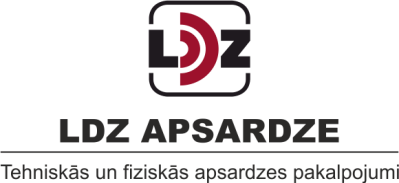 LDZ
LDZ APSARDZE
Tehniskās un fiziskās apsardzes pakalpojumi